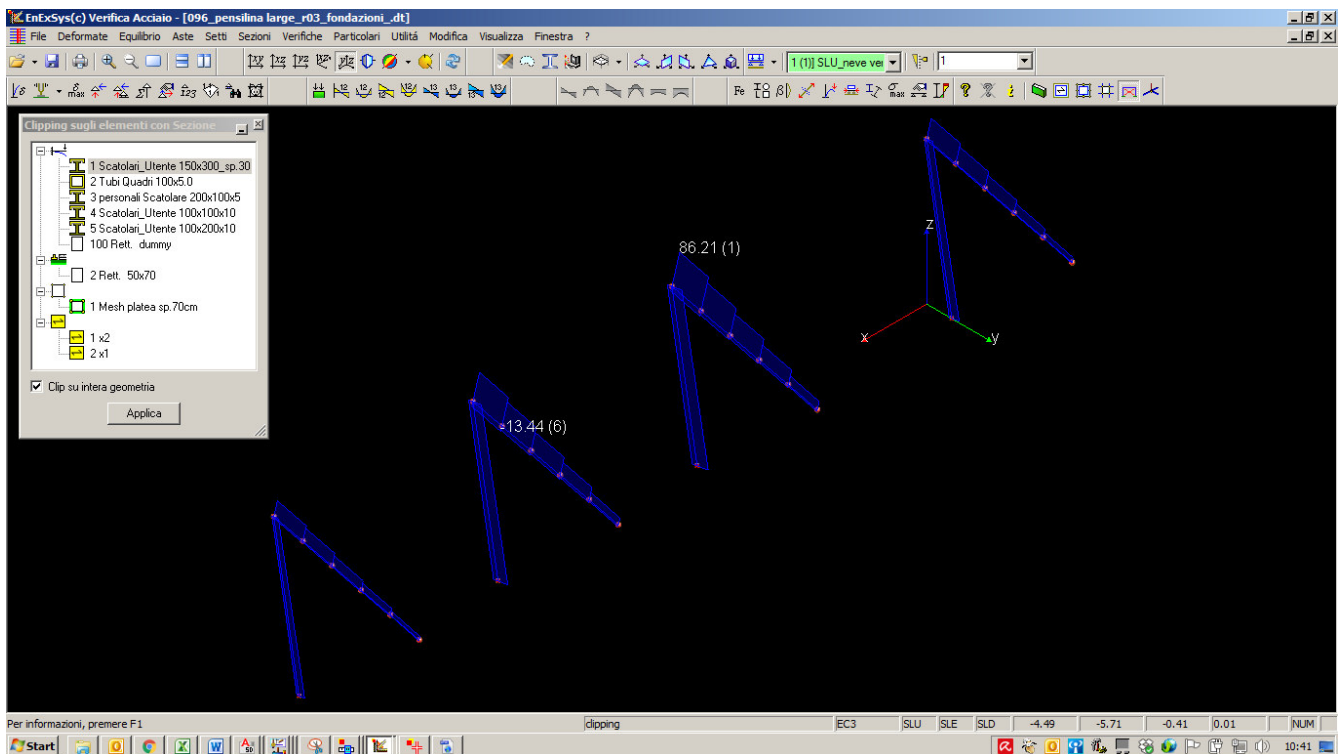 EnExSys(c) Verifica Acciaio - [096_pensilina large_r03_fondazioni_.dt]
File Deformate Equilibrio Aste Setti Sezioni Verifiche Particolari Utilitá Modifica Visualizza Finestra ?
1 (1)] SLU_neve ve 1
Clipping sugli elementi con Sezione
1 Scatolari_Utente 150x300_sp.30
2 Tubi Quadri 100x5.0
3 personali Scatolare 200x100x5
4 Scatolari_Utente 100x100x10
5 Scatolari_Utente 100x200x10
100 Rett. dummy
2 Rett. 50x70
1 Mesh platea sp.70cm
1 x2
2 x1
Clip su intera geometria
Applica
86.21 (1)
-13.44 (6)
z
x
y
Per informazioni, premere F1 clipping EC3 SLU SLE SLD -4.49 -5.71 -0.41 0.01 NUM
Start 10:41